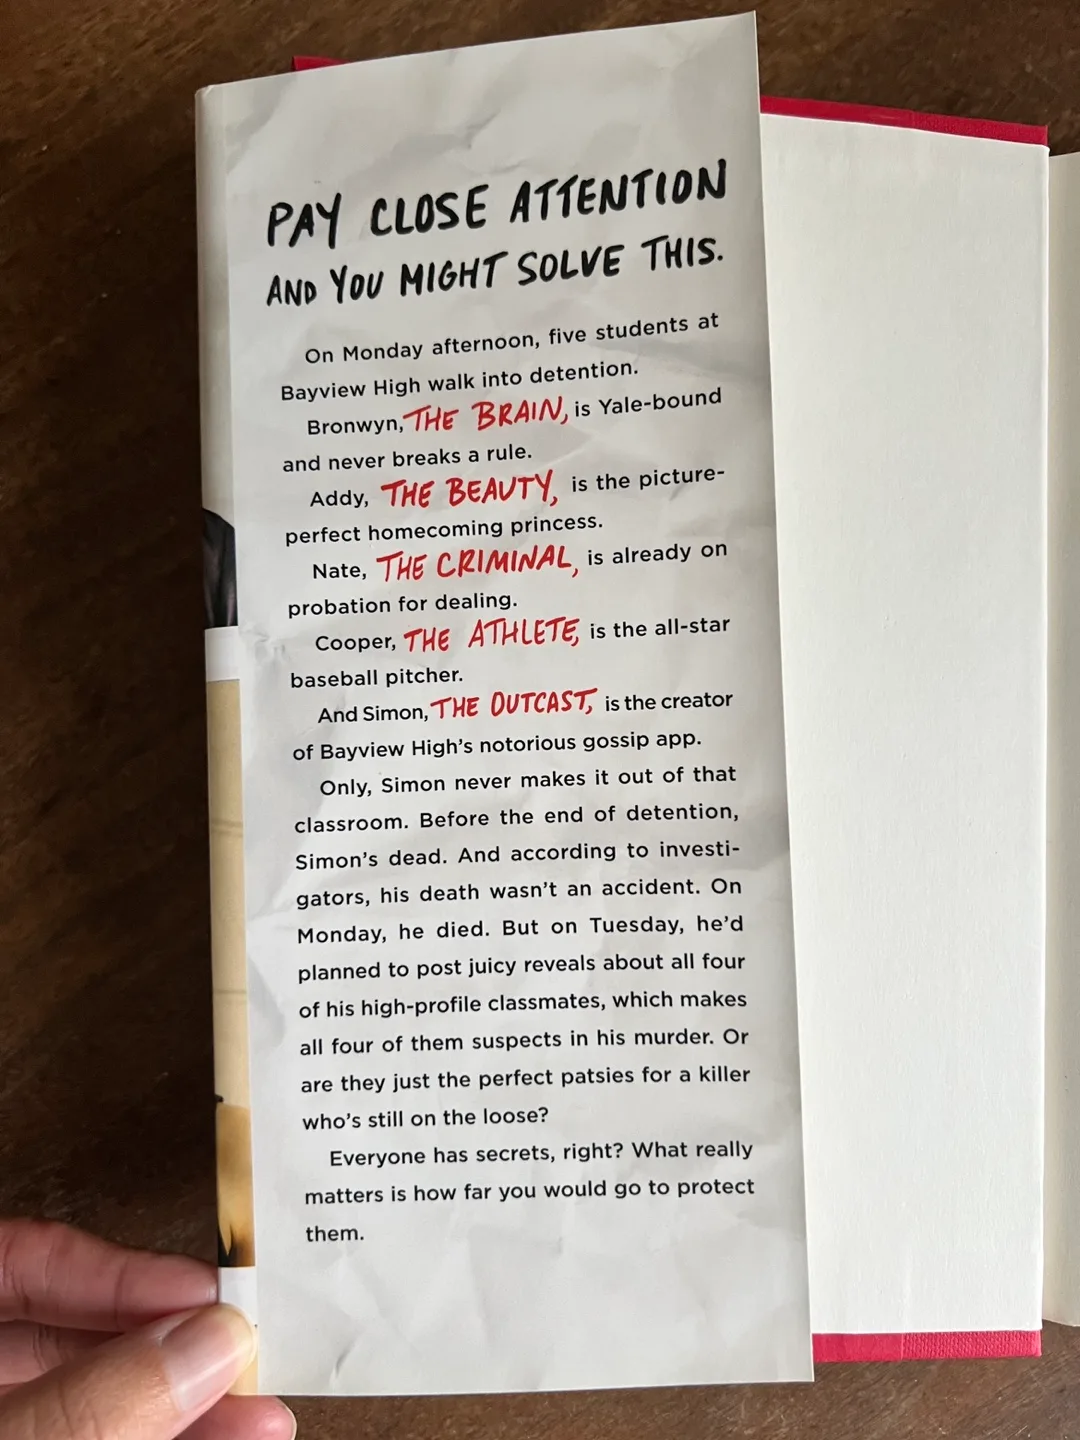 PAY CLOSE ATTENTION
AND YOU MIGHT SOLVE THIS.
On Monday afternoon, five students at
Bayview High walk into detention.
Bronwyn, THE BRAIN, is Yale-bound
and never breaks a rule.
Addy, THE BEAUTY, is the picture-
perfect homecoming princess.
Nate, THE CRIMINAL, is already on
probation for dealing.
Cooper, THE ATHLETE, is the all-star
baseball pitcher.
And Simon, THE OUTCAST, is the creator
of Bayview High's notorious gossip app.
Only, Simon never makes it out of that
classroom. Before the end of detention,
Simon's dead. And according to investi-
gators, his death wasn't an accident. On
Monday, he died. But on Tuesday, he'd
planned to post juicy reveals about all four
of his high-profile classmates, which makes
all four of them suspects in his murder. Or
are they just the perfect patsies for a killer
who's still on the loose?
Everyone has secrets, right? What really
matters is how far you would go to protect
them.